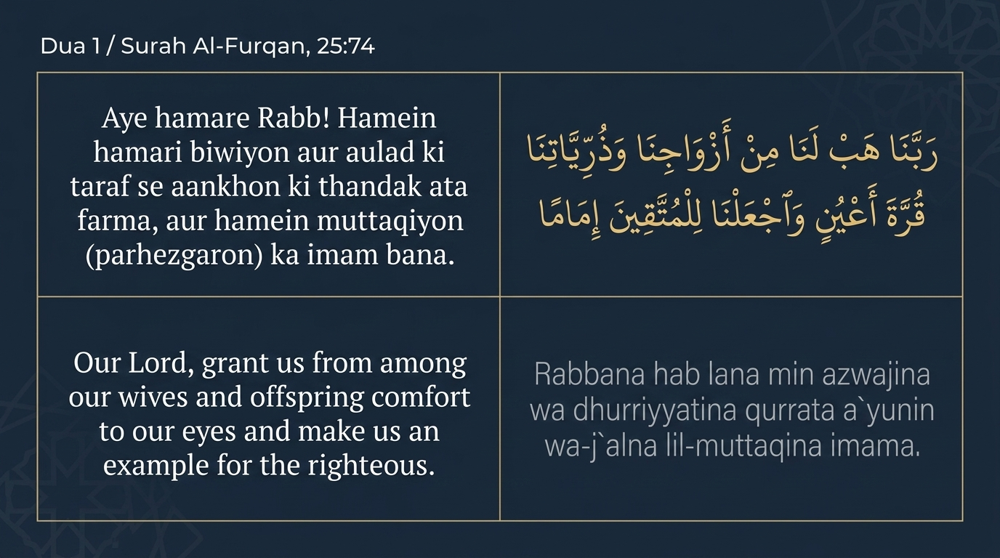 Dua 1 / Surah Al-Furqan, 25:74
Aye hamare Rabb! Hamein
hamari biwiyon aur aulad ki
taraf se aankhon ki thandak ata
farma, aur hamein muttaqiyon
(parhezgaron) ka imam bana.
رَبَّنَا هَبْ لَنَا مِنْ أَزْوَاجِنَا وَذُرِّيَّاتِنَا
قُرَّةَ أَعْيُنٍ وَٱجْعَلْنَا لِلْمُتَّقِينَ إِمَامًا
Our Lord, grant us from among
our wives and offspring comfort
to our eyes and make us an
example for the righteous.
Rabbana hab lana min azwajina
wa dhurriyyatina qurrata a`yunin
wa-j`alna lil-muttaqina imama.